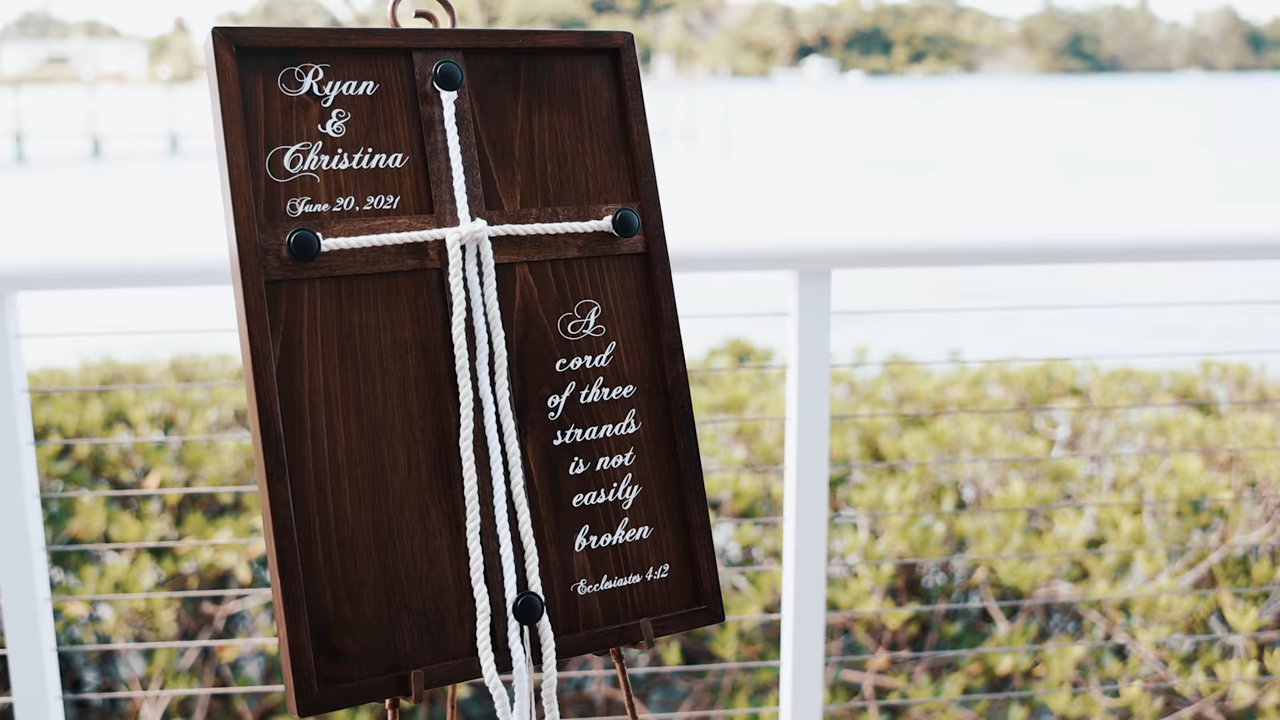 Ryan
&
Christina
June 20, 2021
A
cord
of three
strands
is not
easily
broken
Ecclesiastes 4:12